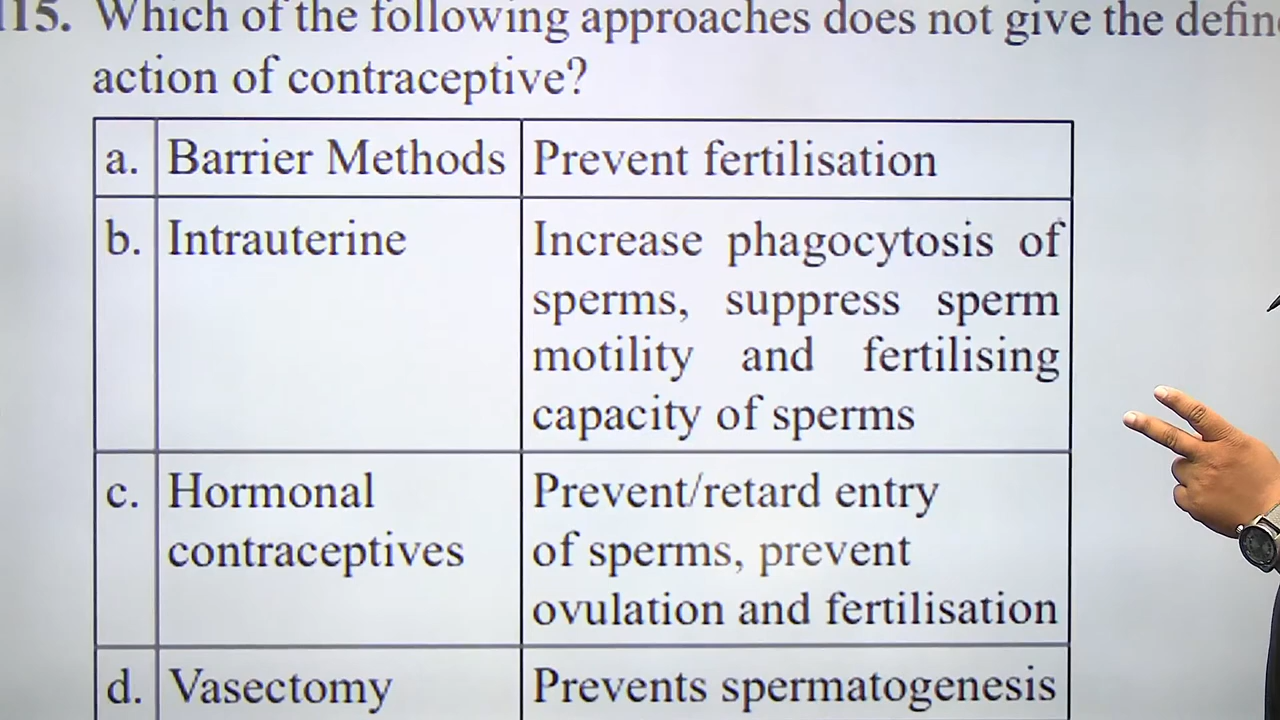 115. Which of the following approaches does not give the
action of contraceptive?
a. Barrier Methods Prevent fertilisation
b. Intrauterine Increase phagocytosis of
sperms, suppress sperm
motility and fertilising
capacity of sperms
c. Hormonal Prevent/retard entry
contraceptives of sperms, prevent
ovulation and fertilisation
d. Vasectomy Prevents spermatogenesis